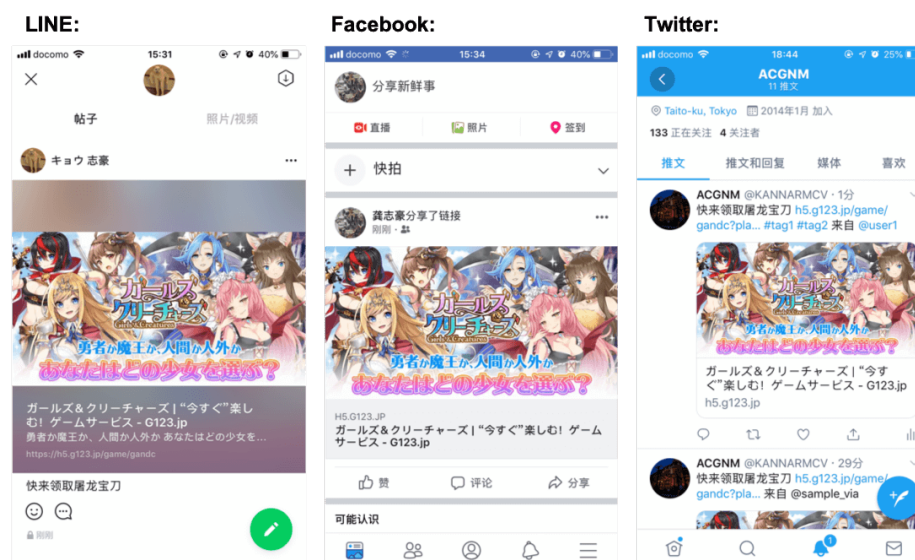 LINE:
docomo 15:31 40%
帖子 照片/视频
キョウ 志豪
ガールズ
クリーチャーズ
Girls & Creatures
勇者か魔王か、人間か人外か
あなたはどの少女を選ぶ?
ガールズ&クリーチャーズ | “今すぐ”楽し
む! ゲームサービス - G123.jp
勇者か魔王か、人間か人外か あなたはどの少女を...
https://h5.g123.jp/game/gandc
快来领取屠龙宝刀
刚刚
Facebook:
docomo 15:34 40%
分享新鲜事
直播 照片 签到
快拍
龚志豪分享了链接
刚刚 ·
ガールズ
クリーチャーズ
Girls & Creatures
勇者か魔王か、人間か人外か
あなたはどの少女を選ぶ?
H5.G123.JP
ガールズ&クリーチャーズ | “今すぐ”楽しむ! ゲーム
サービス - G123.jp
赞 评论 分享
可能认识
Twitter:
docomo 18:44 25%
ACGNM
11 推文
Taito-ku, Tokyo 2014年1月 加入
133 正在关注 4 关注者
推文 推文和回复 媒体 喜欢
ACGNM @KANNARMCV · 1分
快来领取屠龙宝刀 h5.g123.jp/game/
gandc?pla... #tag1 #tag2 来自 @user1
ガールズ
クリーチャーズ
Girls & Creatures
勇者か魔王か、人間か人外か
あなたはどの少女を選ぶ?
ガールズ&クリーチャーズ | “今す
ぐ”楽しむ! ゲームサービス - G123.jp
h5.g123.jp
ACGNM @KANNARMCV · 29分
快来领取屠龙宝刀 h5.g123.jp/game/
gandc?pla... 来自 @sample_via
1